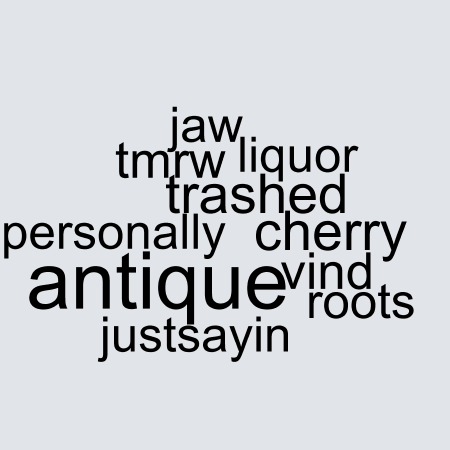 jaw
tmrw liquor
trashed
personally cherry
antique vind
roots
justsayin